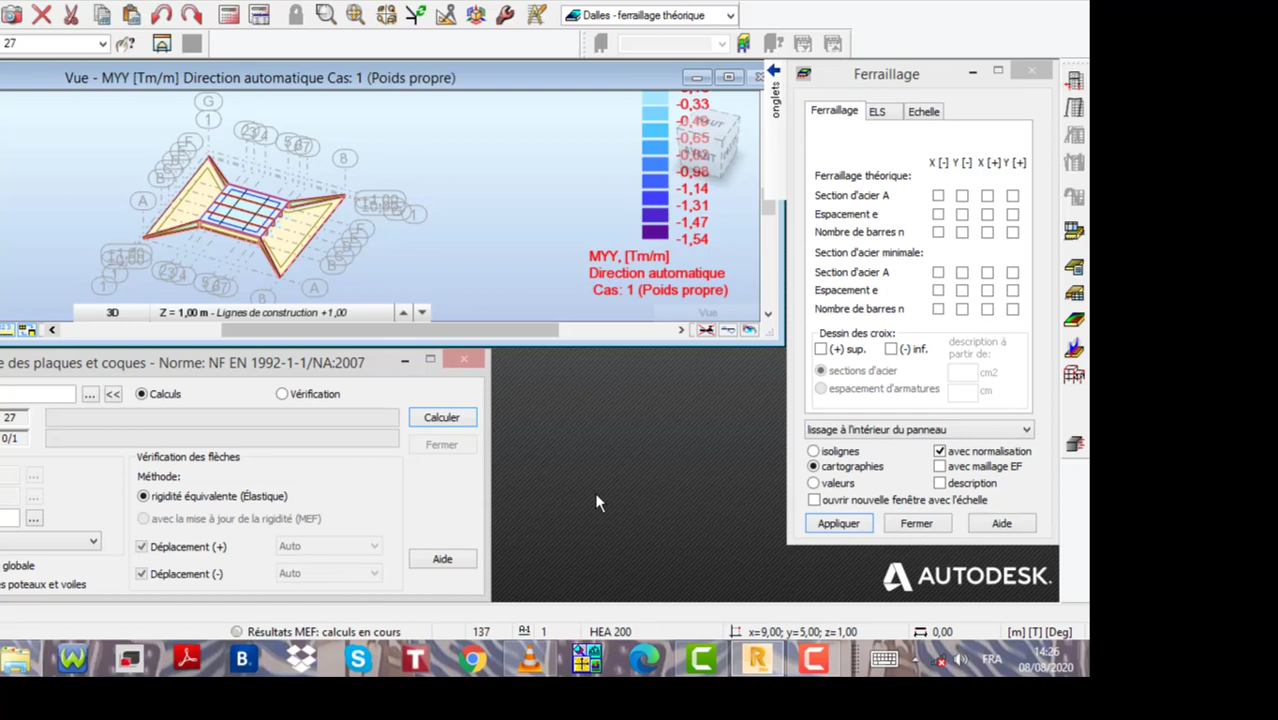 Dalles - ferraillage théorique
27
Vue - MYY [Tm/m] Direction automatique Cas: 1 (Poids propre)
G
1
8
A
A
B
1
1
-0,33
-0,49
-0,65
-0,82
-0,98
-1,14
-1,31
-1,47
-1,54
MYY, [Tm/m]
Direction automatique
Cas: 1 (Poids propre)
Vue
3D
Z = 1,00 m - Lignes de construction +1,00
onglets
Ferraillage
Ferraillage
ELS
Echelle
X [-] Y [-] X [+] Y [+]
Ferraillage théorique:
Section d'acier A
Espacement e
Nombre de barres n
Section d'acier minimale:
Section d'acier A
Espacement e
Nombre de barres n
Dessin des croix:
(+) sup.
(-) inf.
description à
partir de:
sections d'acier
cm2
espacement d'armatures
cm
lissage à l'intérieur du panneau
isolignes
avec normalisation
cartographies
avec maillage EF
valeurs
description
ouvrir nouvelle fenêtre avec l'échelle
Appliquer
Fermer
Aide
e des plaques et coques - Norme: NF EN 1992-1-1/NA:2007
...
<<
Calculs
Vérification
27
Calculer
0/1
Fermer
Vérification des flèches
Méthode:
...
rigidité équivalente (Élastique)
...
avec la mise à jour de la rigidité (MEF)
...
Déplacement (+)
Auto
Aide
globale
Déplacement (-)
Auto
es poteaux et voiles
AUTODESK.
Résultats MEF: calculs en cours
137
1
HEA 200
x=9,00; y=5,00; z=1,00
0,00
[m] [T] [Deg]
FRA
14:26
08/08/2020